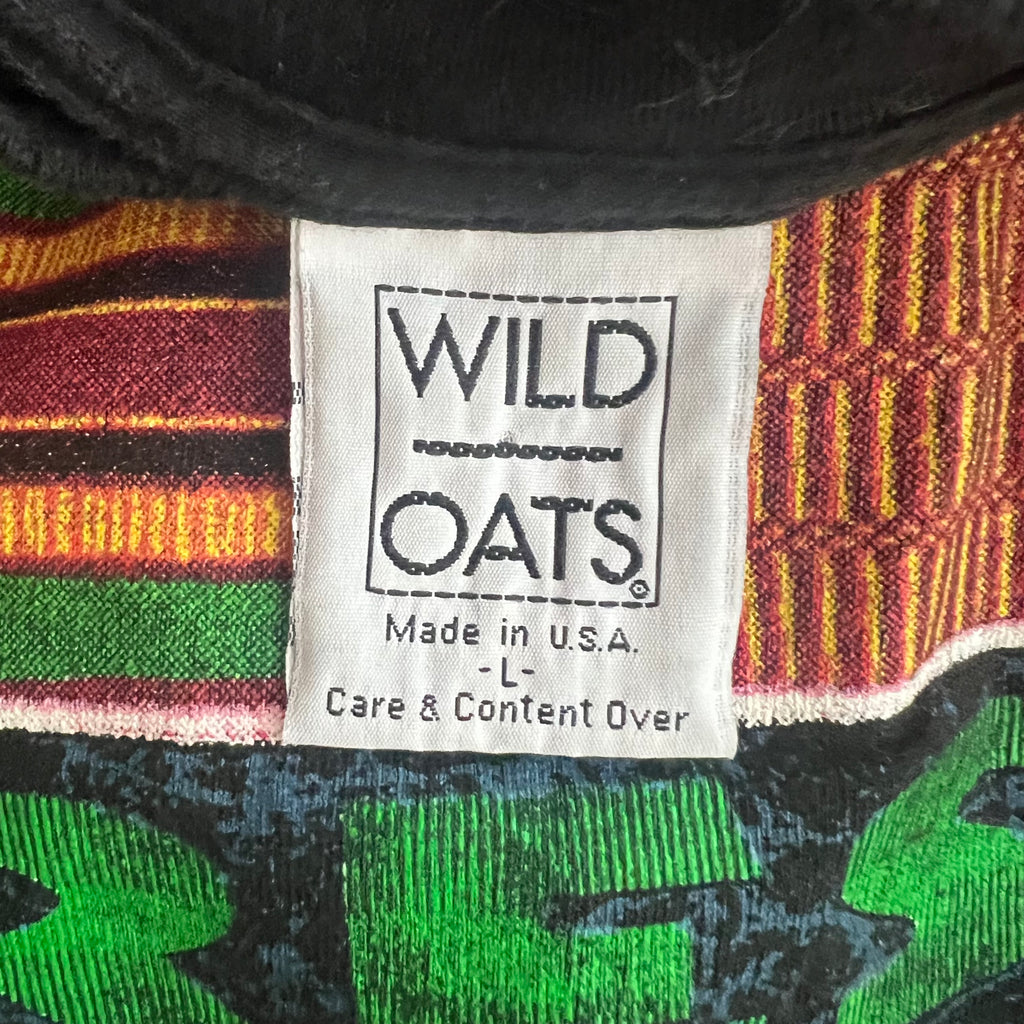 WILD
OATS®
Made in U.S.A.
-L-
Care & Content Over